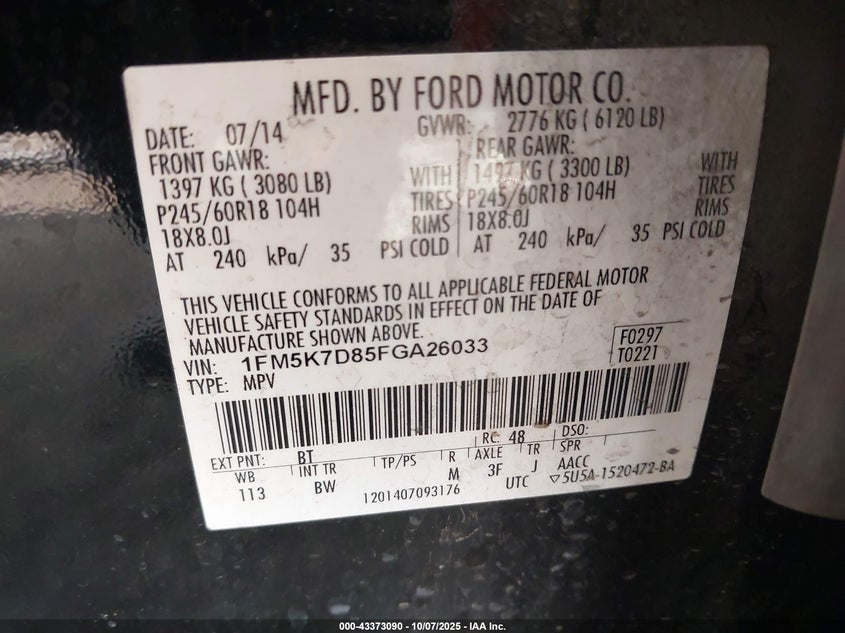 MFD. BY FORD MOTOR CO.
DATE: 07/14 GVWR: 2776 KG ( 6120 LB)
FRONT GAWR: REAR GAWR:
1397 KG ( 3080 LB) WITH 1497 KG ( 3300 LB) WITH
P245/60R18 104H TIRES P245/60R18 104H TIRES
18X8.0J RIMS 18X8.0J RIMS
AT 240 kPa/ 35 PSI COLD AT 240 kPa/ 35 PSI COLD
THIS VEHICLE CONFORMS TO ALL APPLICABLE FEDERAL MOTOR
VEHICLE SAFETY STANDARDS IN EFFECT ON THE DATE OF
MANUFACTURE SHOWN ABOVE.
VIN: 1FM5K7D85FGA26033
TYPE: MPV
F0297
T0221
EXT PNT: BT RC: 48 DSO:
WB INT TR TP/PS R AXLE TR SPR
113 BW M 3F J AACC
1201407093176 UTC ▽5U5A-1520472-BA
000-43373090 - 10/07/2025 - IAA Inc.